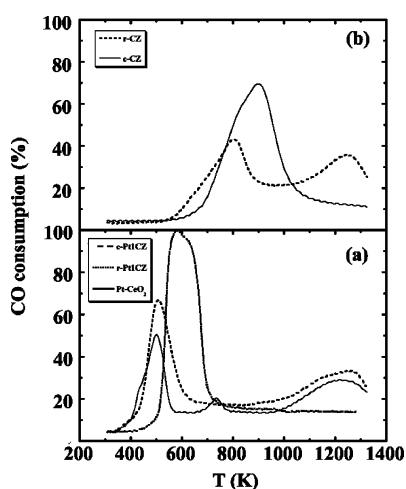 (b)
r-CZ
c-CZ
100
80
60
40
20
CO consumption (%)
(a)
c-Pt1CZ
r-Pt1CZ
Pt-CeO2
100
80
60
40
20
200 400 600 800 1000 1200
T (K)